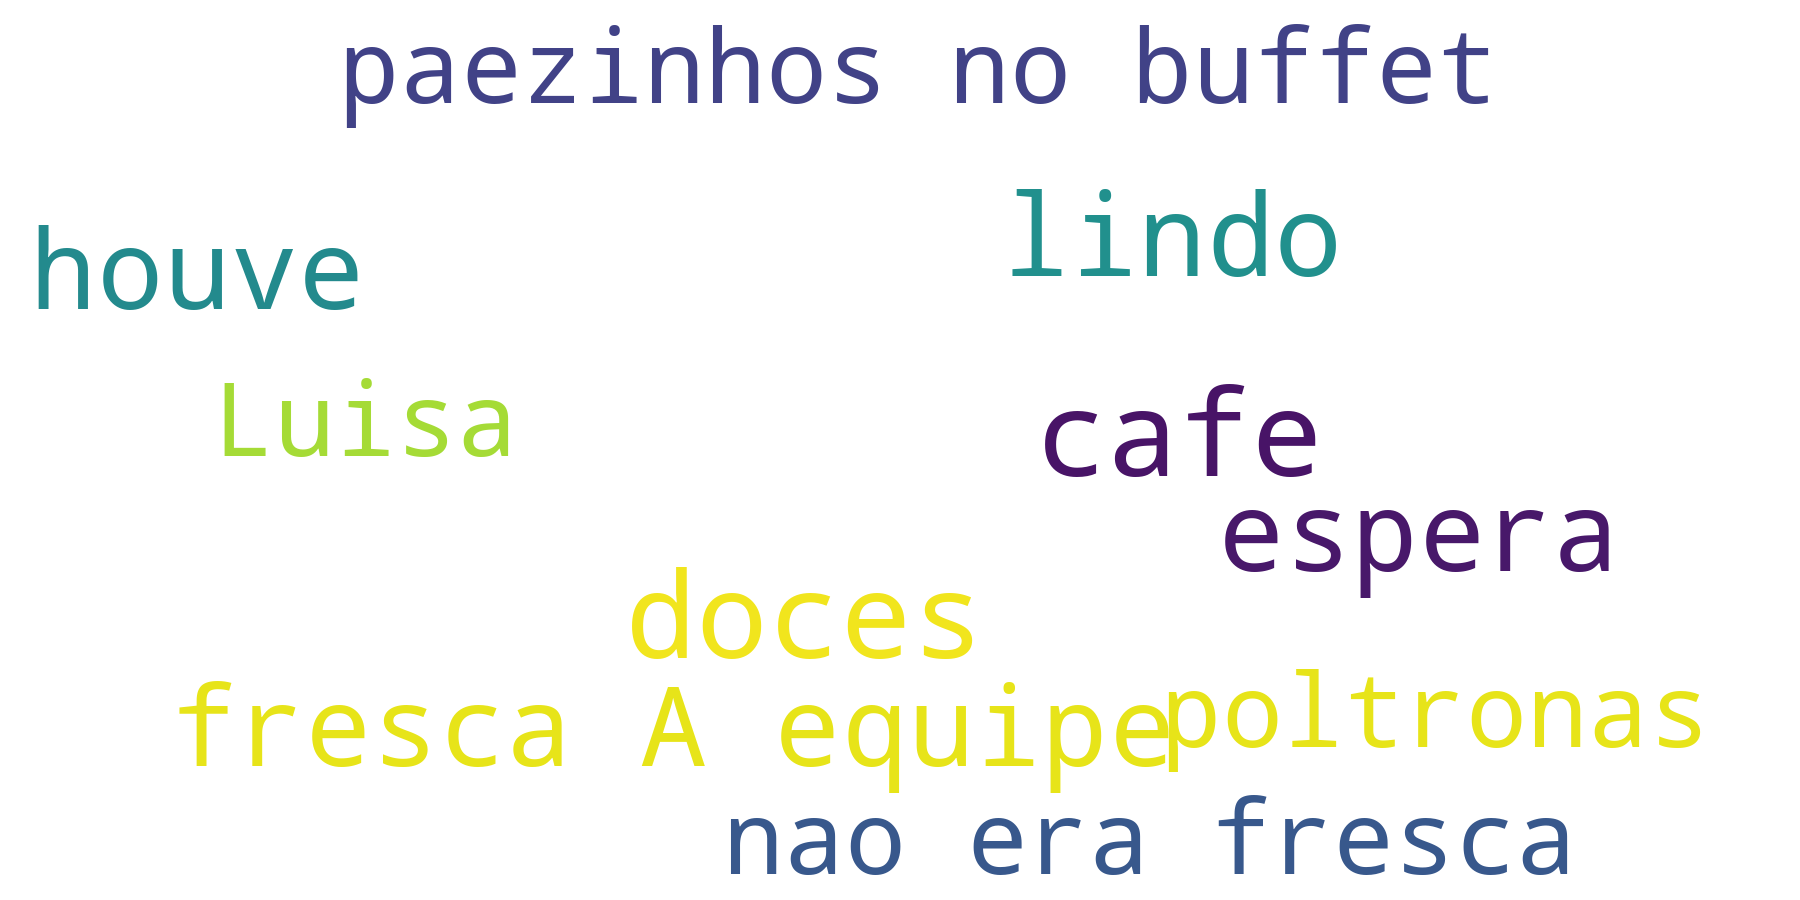 paezinhos no buffet
lindo
houve
Luisa
cafe
espera
doces
fresca A equipe
poltronas
nao era fresca